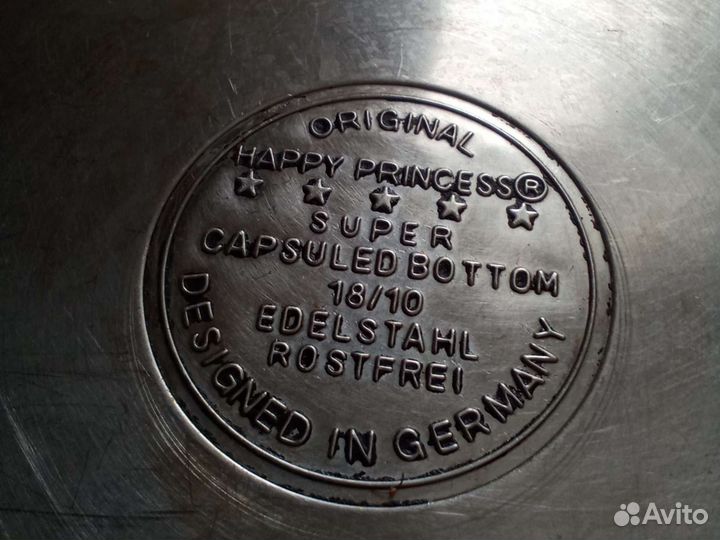 ORIGINAL
HAPPY PRINCESS®
SUPER
CAPSULED BOTTOM
18/10
EDELSTAHL
ROSTFREI
DESIGNED IN GERMANY
Avito